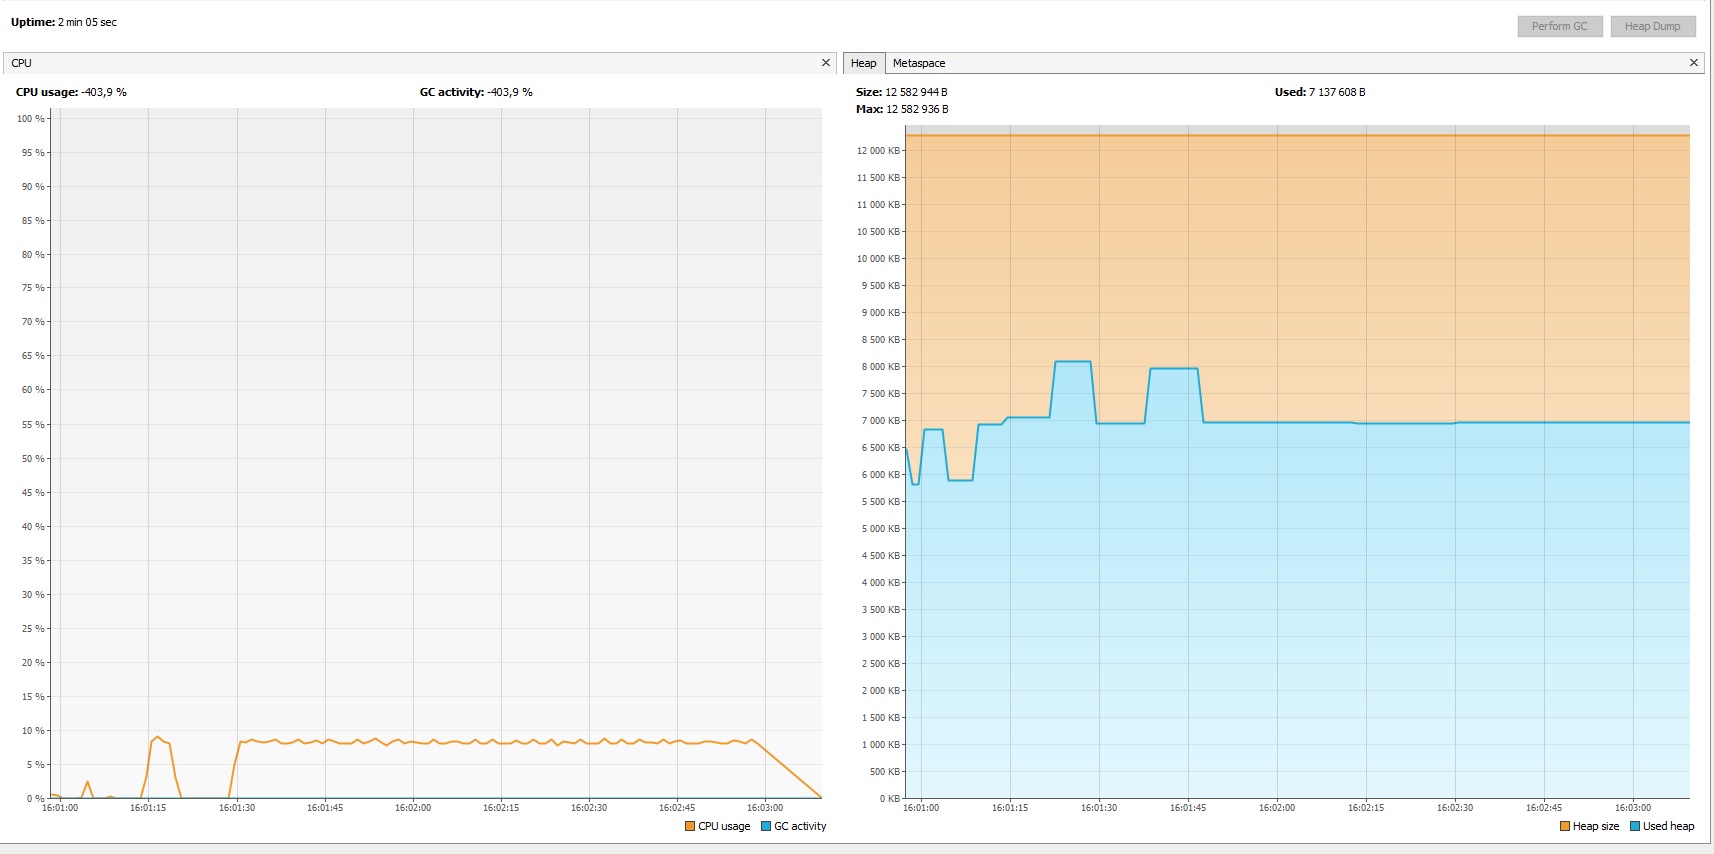 Uptime: 2 min 05 sec
Perform GC
Heap Dump
CPU
CPU usage: -403,9 %
GC activity: -403,9 %
100 %
95 %
90 %
85 %
80 %
75 %
70 %
65 %
60 %
55 %
50 %
45 %
40 %
35 %
30 %
25 %
20 %
15 %
10 %
5 %
0 %
16:01:00 16:01:15 16:01:30 16:01:45 16:02:00 16:02:15 16:02:30 16:02:45 16:03:00
CPU usage GC activity
Heap Metaspace
Size: 12 582 944 B
Used: 7 137 608 B
Max: 12 582 936 B
12 000 KB
11 500 KB
11 000 KB
10 500 KB
10 000 KB
9 500 KB
9 000 KB
8 500 KB
8 000 KB
7 500 KB
7 000 KB
6 500 KB
6 000 KB
5 500 KB
5 000 KB
4 500 KB
4 000 KB
3 500 KB
3 000 KB
2 500 KB
2 000 KB
1 500 KB
1 000 KB
500 KB
0 KB
16:01:00 16:01:15 16:01:30 16:01:45 16:02:00 16:02:15 16:02:30 16:02:45 16:03:00
Heap size Used heap